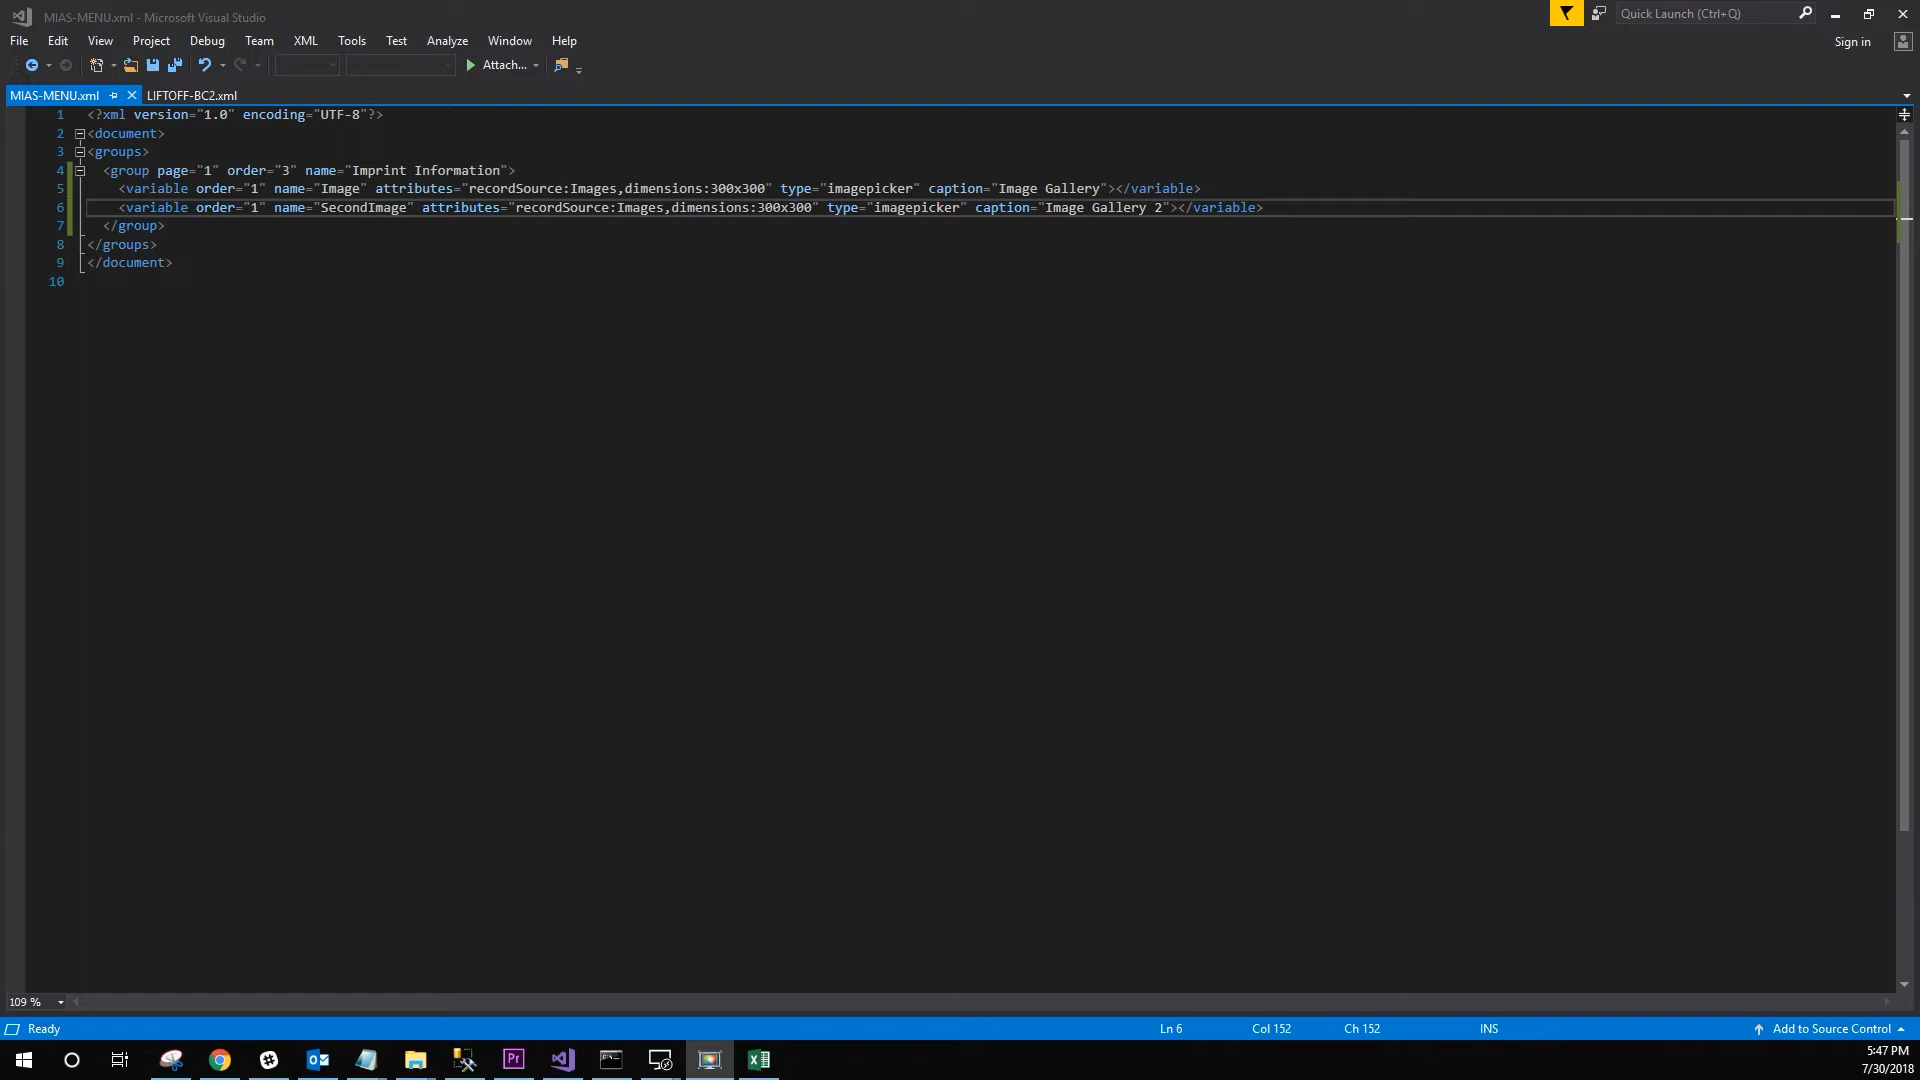 MIAS-MENU.xml - Microsoft Visual Studio
Quick Launch (Ctrl+Q)
File Edit View Project Debug Team XML Tools Test Analyze Window Help
Sign in
Attach...
MIAS-MENU.xml LIFTOFF-BC2.xml
1 <?xml version="1.0" encoding="UTF-8"?>
2 <document>
3 <groups>
4 <group page="1" order="3" name="Imprint Information">
5 <variable order="1" name="Image" attributes="recordSource:Images,dimensions:300x300" type="imagepicker" caption="Image Gallery"></variable>
6 <variable order="1" name="SecondImage" attributes="recordSource:Images,dimensions:300x300" type="imagepicker" caption="Image Gallery 2"></variable>
7 </group>
8 </groups>
9 </document>
10
109 %
Ready Ln 6 Col 152 Ch 152 INS Add to Source Control
Pr
5:47 PM
7/30/2018